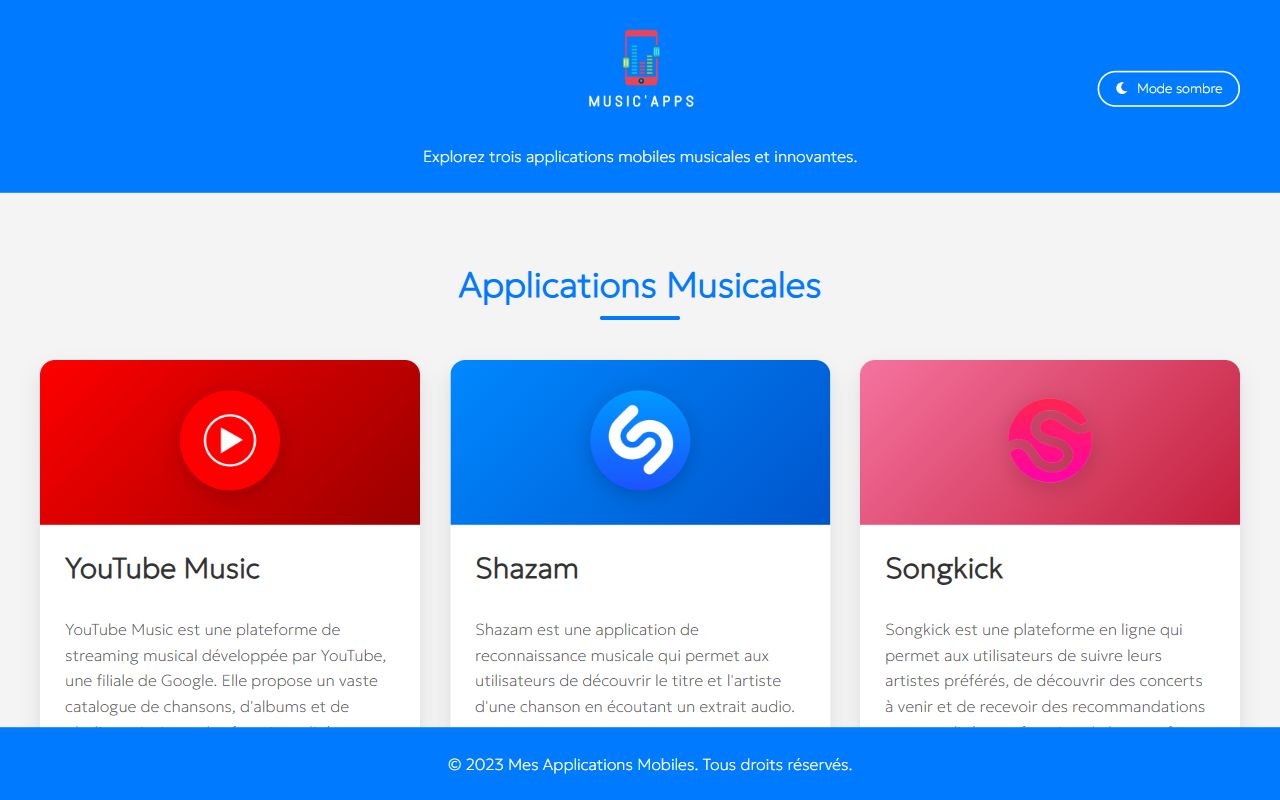 MUSIC'APPS
Mode sombre
Explorez trois applications mobiles musicales et innovantes.
Applications Musicales
YouTube Music
YouTube Music est une plateforme de
streaming musical développée par YouTube,
une filiale de Google. Elle propose un vaste
catalogue de chansons, d'albums et de
Shazam
Shazam est une application de
reconnaissance musicale qui permet aux
utilisateurs de découvrir le titre et l'artiste
d'une chanson en écoutant un extrait audio.
Songkick
Songkick est une plateforme en ligne qui
permet aux utilisateurs de suivre leurs
artistes préférés, de découvrir des concerts
à venir et de recevoir des recommandations
© 2023 Mes Applications Mobiles. Tous droits réservés.